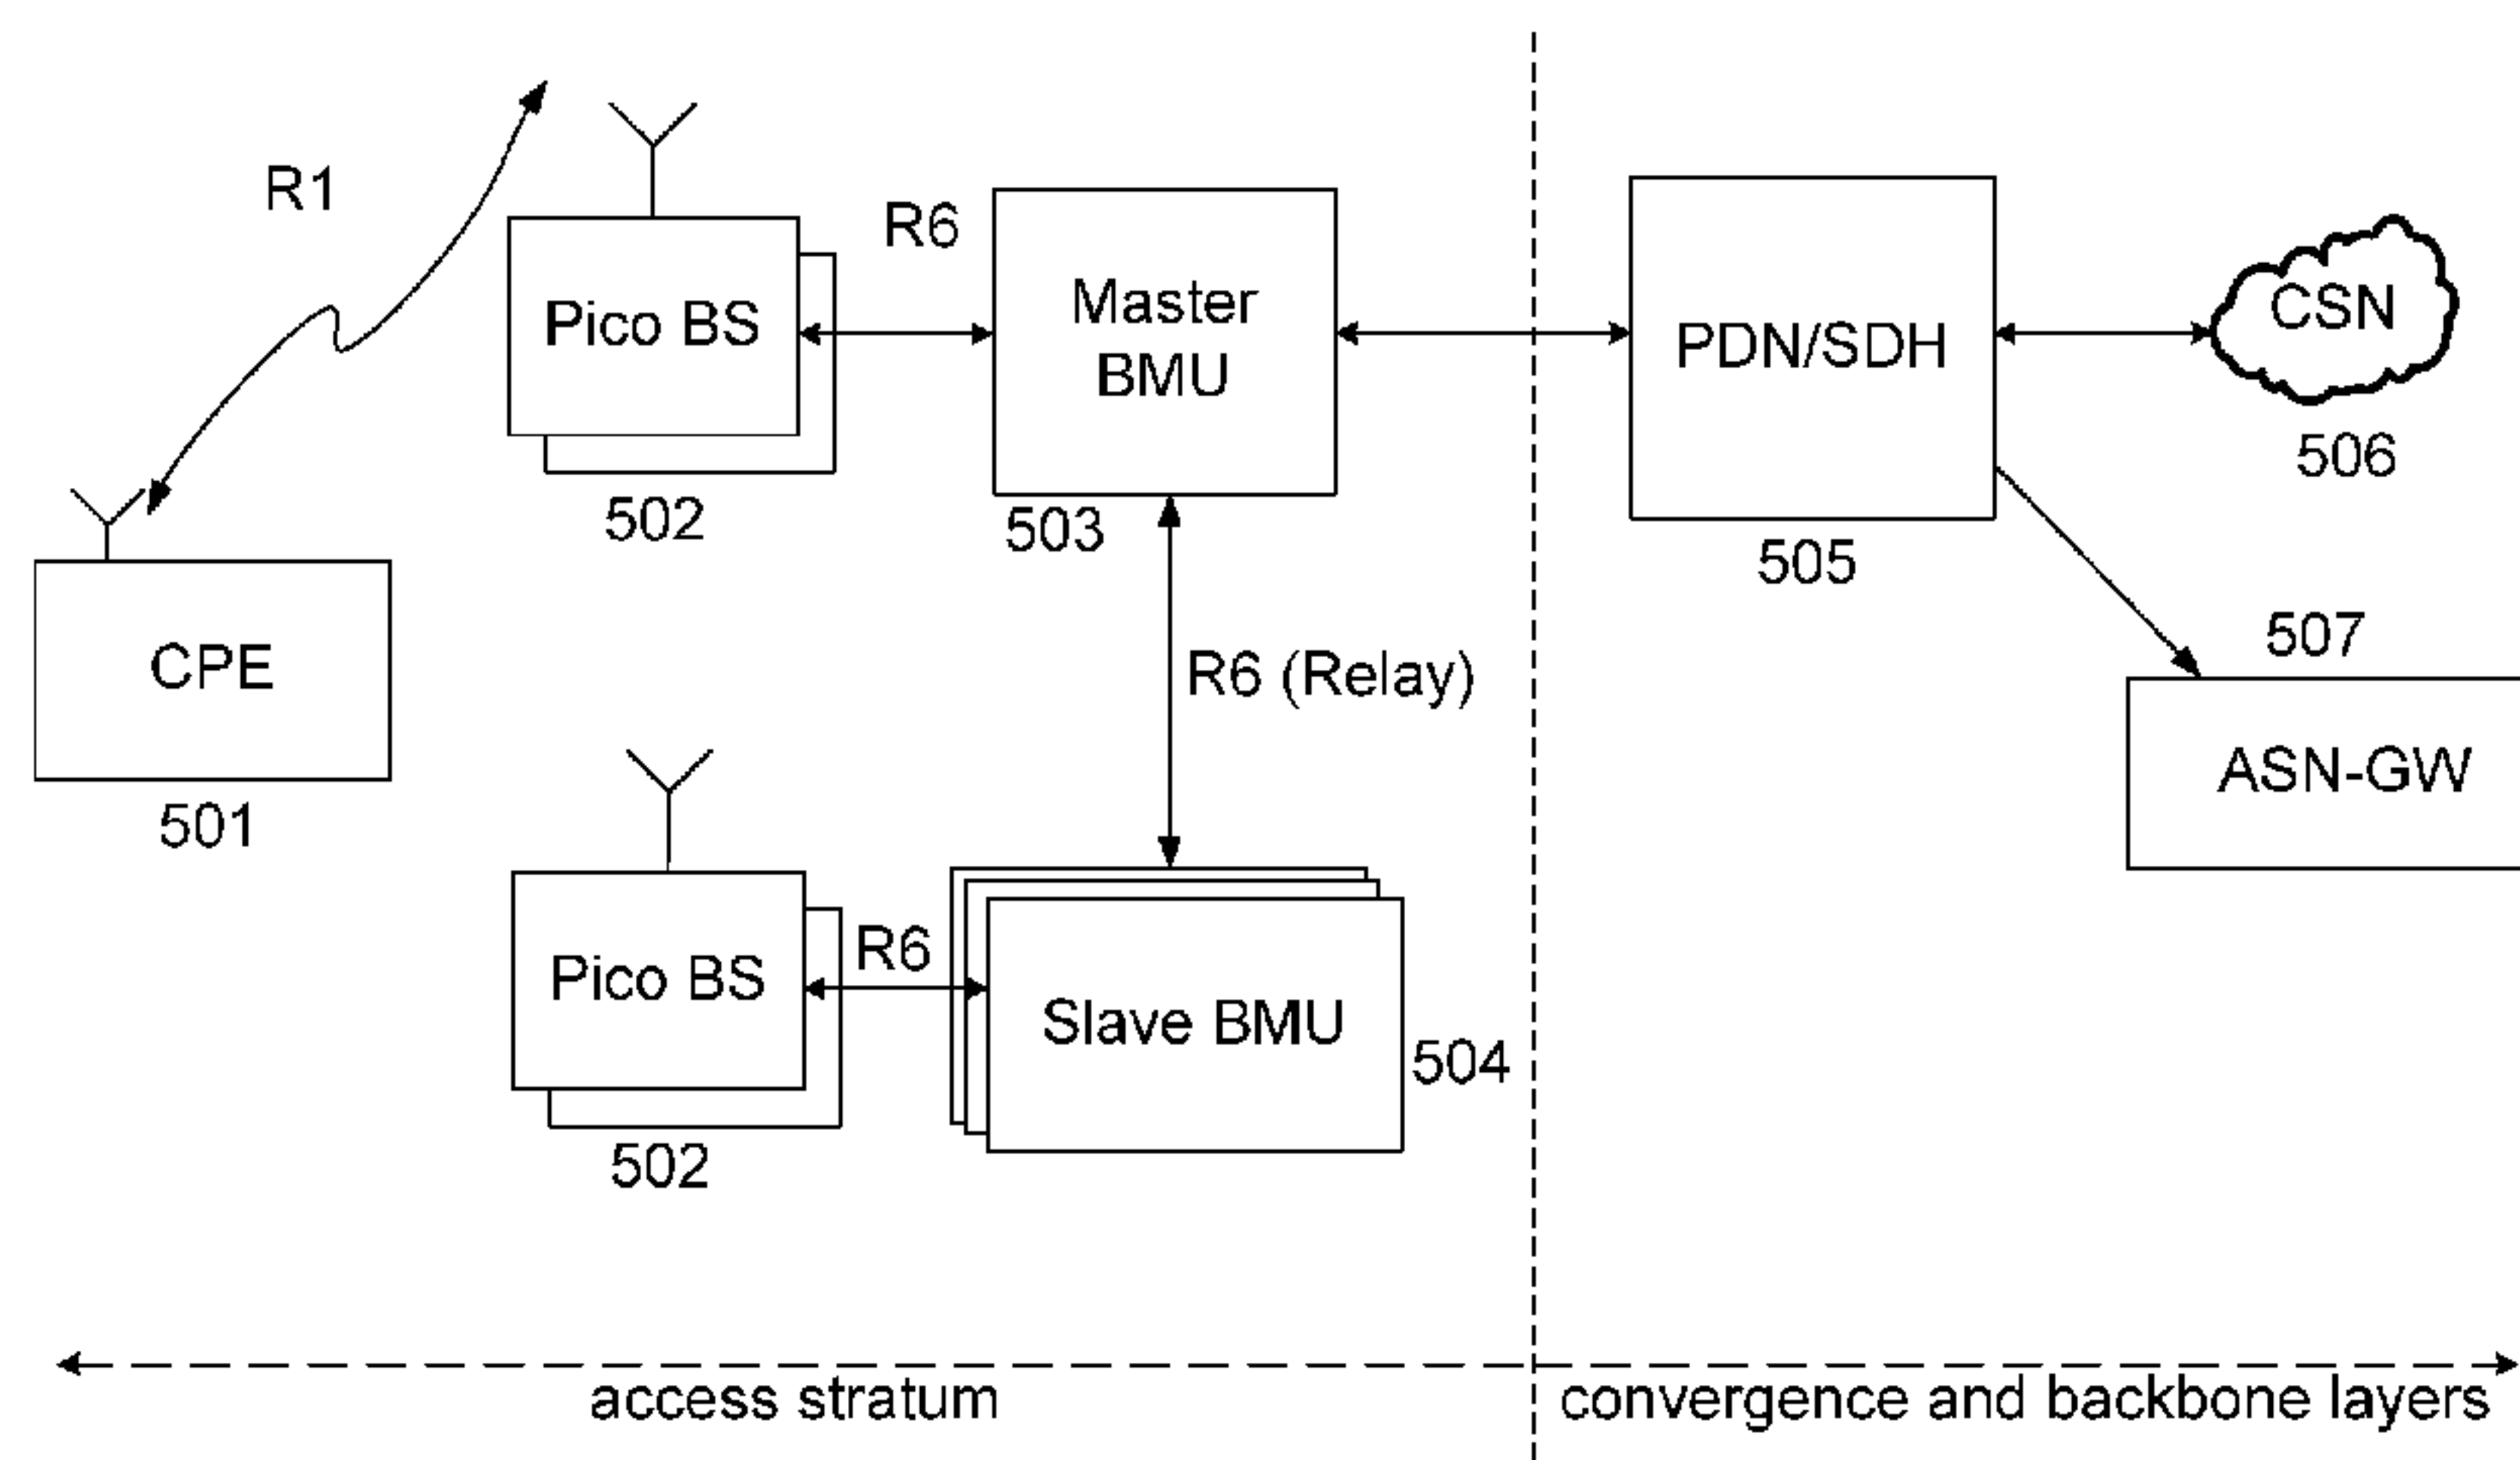 R1
R6
Pico BS
Master
BMU
PDN/SDH
CSN
506
502
503
505
507
CPE
R6 (Relay)
ASN-GW
501
R6
Pico BS
Slave BMU
504
502
access stratum
convergence and backbone layers